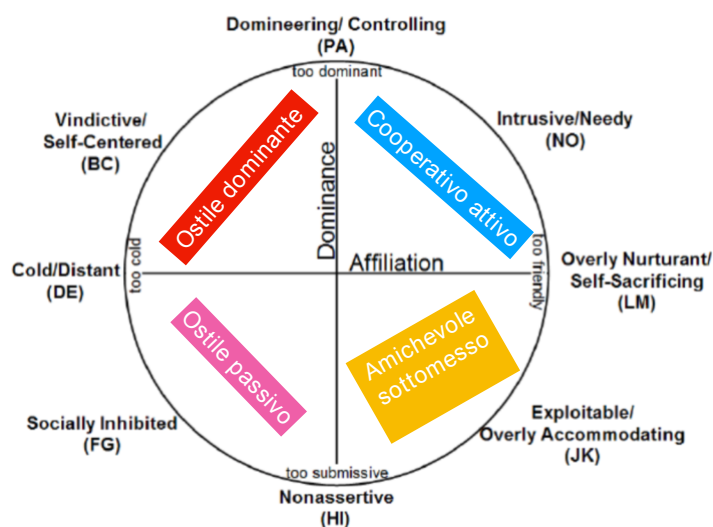 Domineering/ Controlling
(PA)
too dominant
Vindictive/
Self-Centered
(BC)
Intrusive/Needy
(NO)
Ostile dominante
Cooperativo attivo
Dominance
Affiliation
too cold
too friendly
Cold/Distant
(DE)
Overly Nurturant/
Self-Sacrificing
(LM)
Ostile passivo
Amichevole
sottomesso
Socially Inhibited
(FG)
Exploitable/
Overly Accommodating
(JK)
too submissive
Nonassertive
(HI)